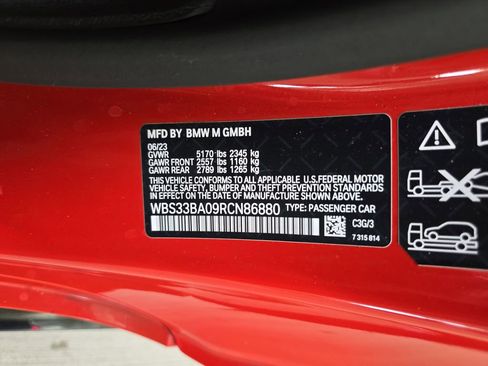 MFD BY BMW M GMBH
06/23
GVWR 5170 lbs 2345 kg
GAWR FRONT 2557 lbs 1160 kg
GAWR REAR 2789 lbs 1265 kg
THIS VEHICLE CONFORMS TO ALL APPLICABLE U.S.FEDERAL MOTOR
VEHICLE SAFETY, BUMPER AND THEFT PREVENTION STANDARDS
IN EFFECT ON THE DATE OF MANUFACTURE SHOWN ABOVE.
WBS33BA09RCN86880 TYPE: PASSENGER CAR
C3G/3
7 315 814